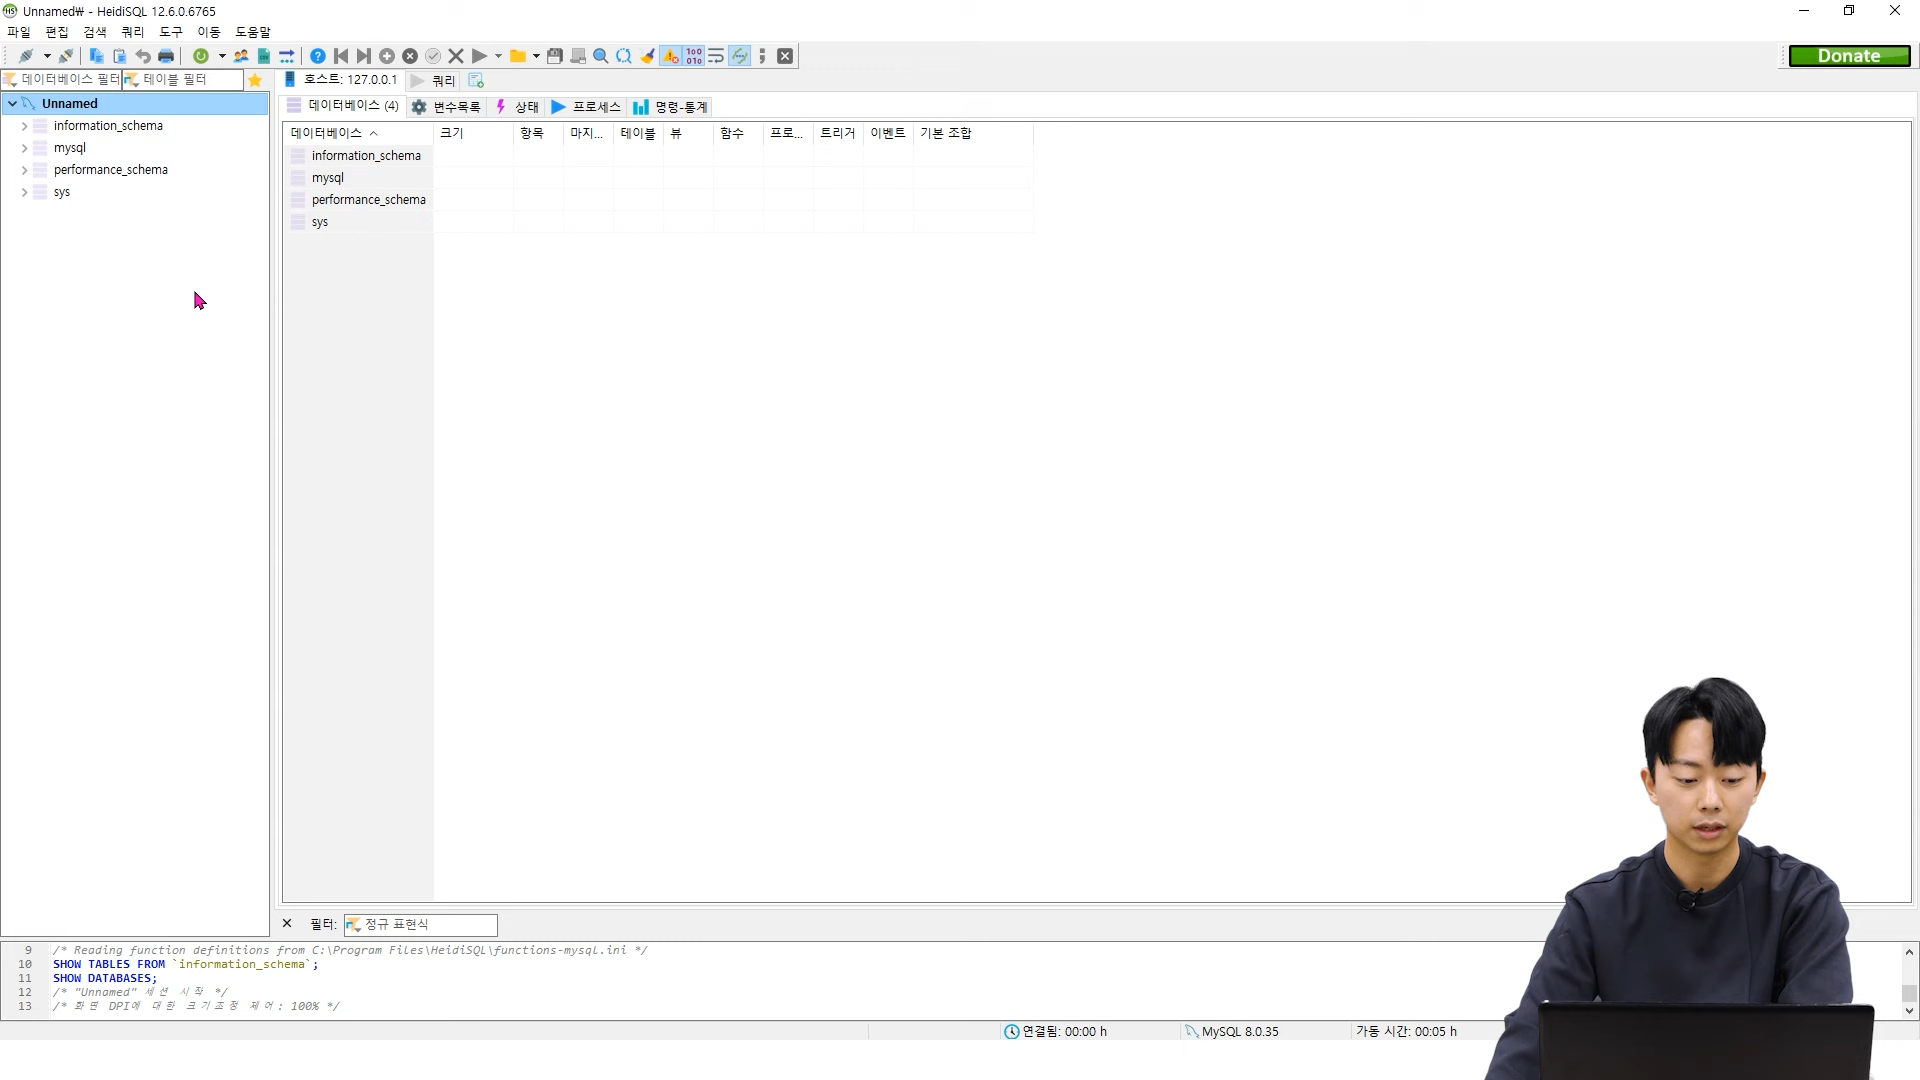 Unnamed₩ - HeidiSQL 12.6.0.6765
파일 편집 검색 쿼리 도구 이동 도움말
Donate
데이터베이스 필터 테이블 필터
호스트: 127.0.0.1 쿼리
Unnamed
information_schema
mysql
performance_schema
sys
데이터베이스 (4) 변수목록 상태 프로세스 명령-통계
데이터베이스 크기 항목 마지... 테이블 뷰 함수 프로... 트리거 이벤트 기본 조합
information_schema
mysql
performance_schema
sys
필터: 정규 표현식
9 /* Reading function definitions from C:\Program Files\HeidiSQL\functions-mysql.ini */
10 SHOW TABLES FROM `information_schema`;
11 SHOW DATABASES;
12 /* "Unnamed" 세션 시작 */
13 /* 화면 DPI에 대한 크기조정 제어: 100% */
연결됨: 00:00 h MySQL 8.0.35 가동 시간: 00:05 h